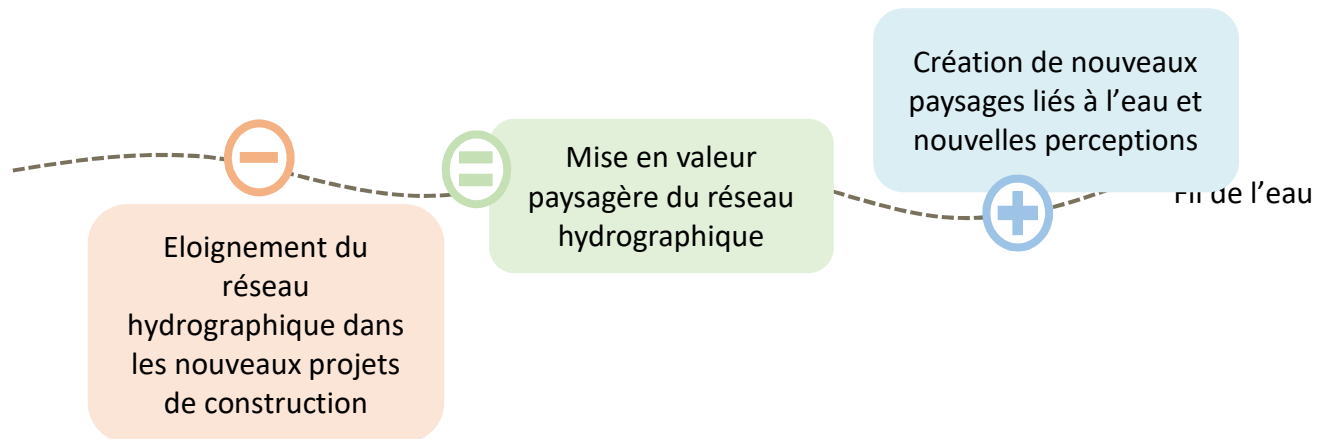 Création de nouveaux
paysages liés à l’eau et
nouvelles perceptions
Mise en valeur
paysagère du réseau
hydrographique
Fil de l’eau
Eloignement du
réseau
hydrographique dans
les nouveaux projets
de construction